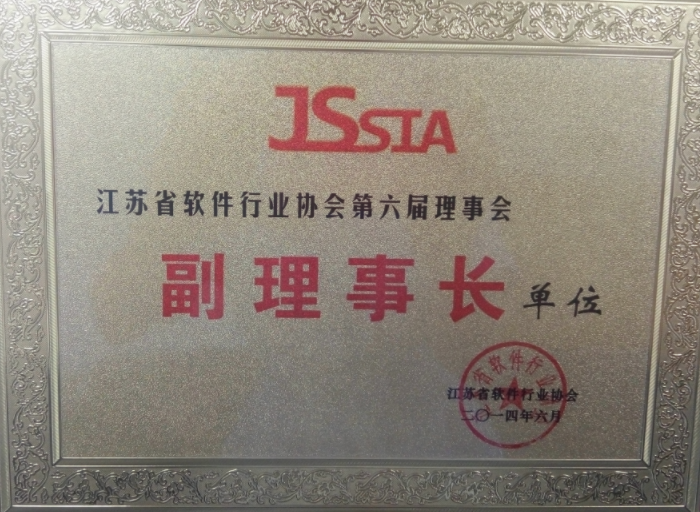 JSSIA
江苏省软件行业协会第六届理事会
副理事长单位
江苏省软件行业协会
二〇一四年六月